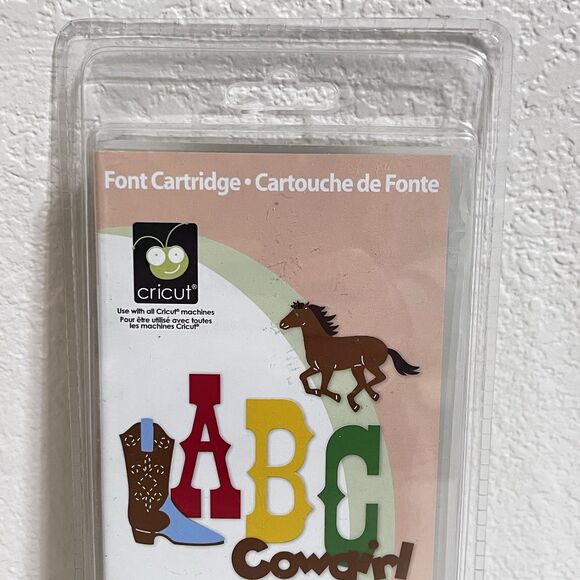 Font Cartridge • Cartouche de Fonte
cricut®
Use with all Cricut® machines
Pour être utilisé avec toutes
les machines Cricut®
ABC
Cowgirl